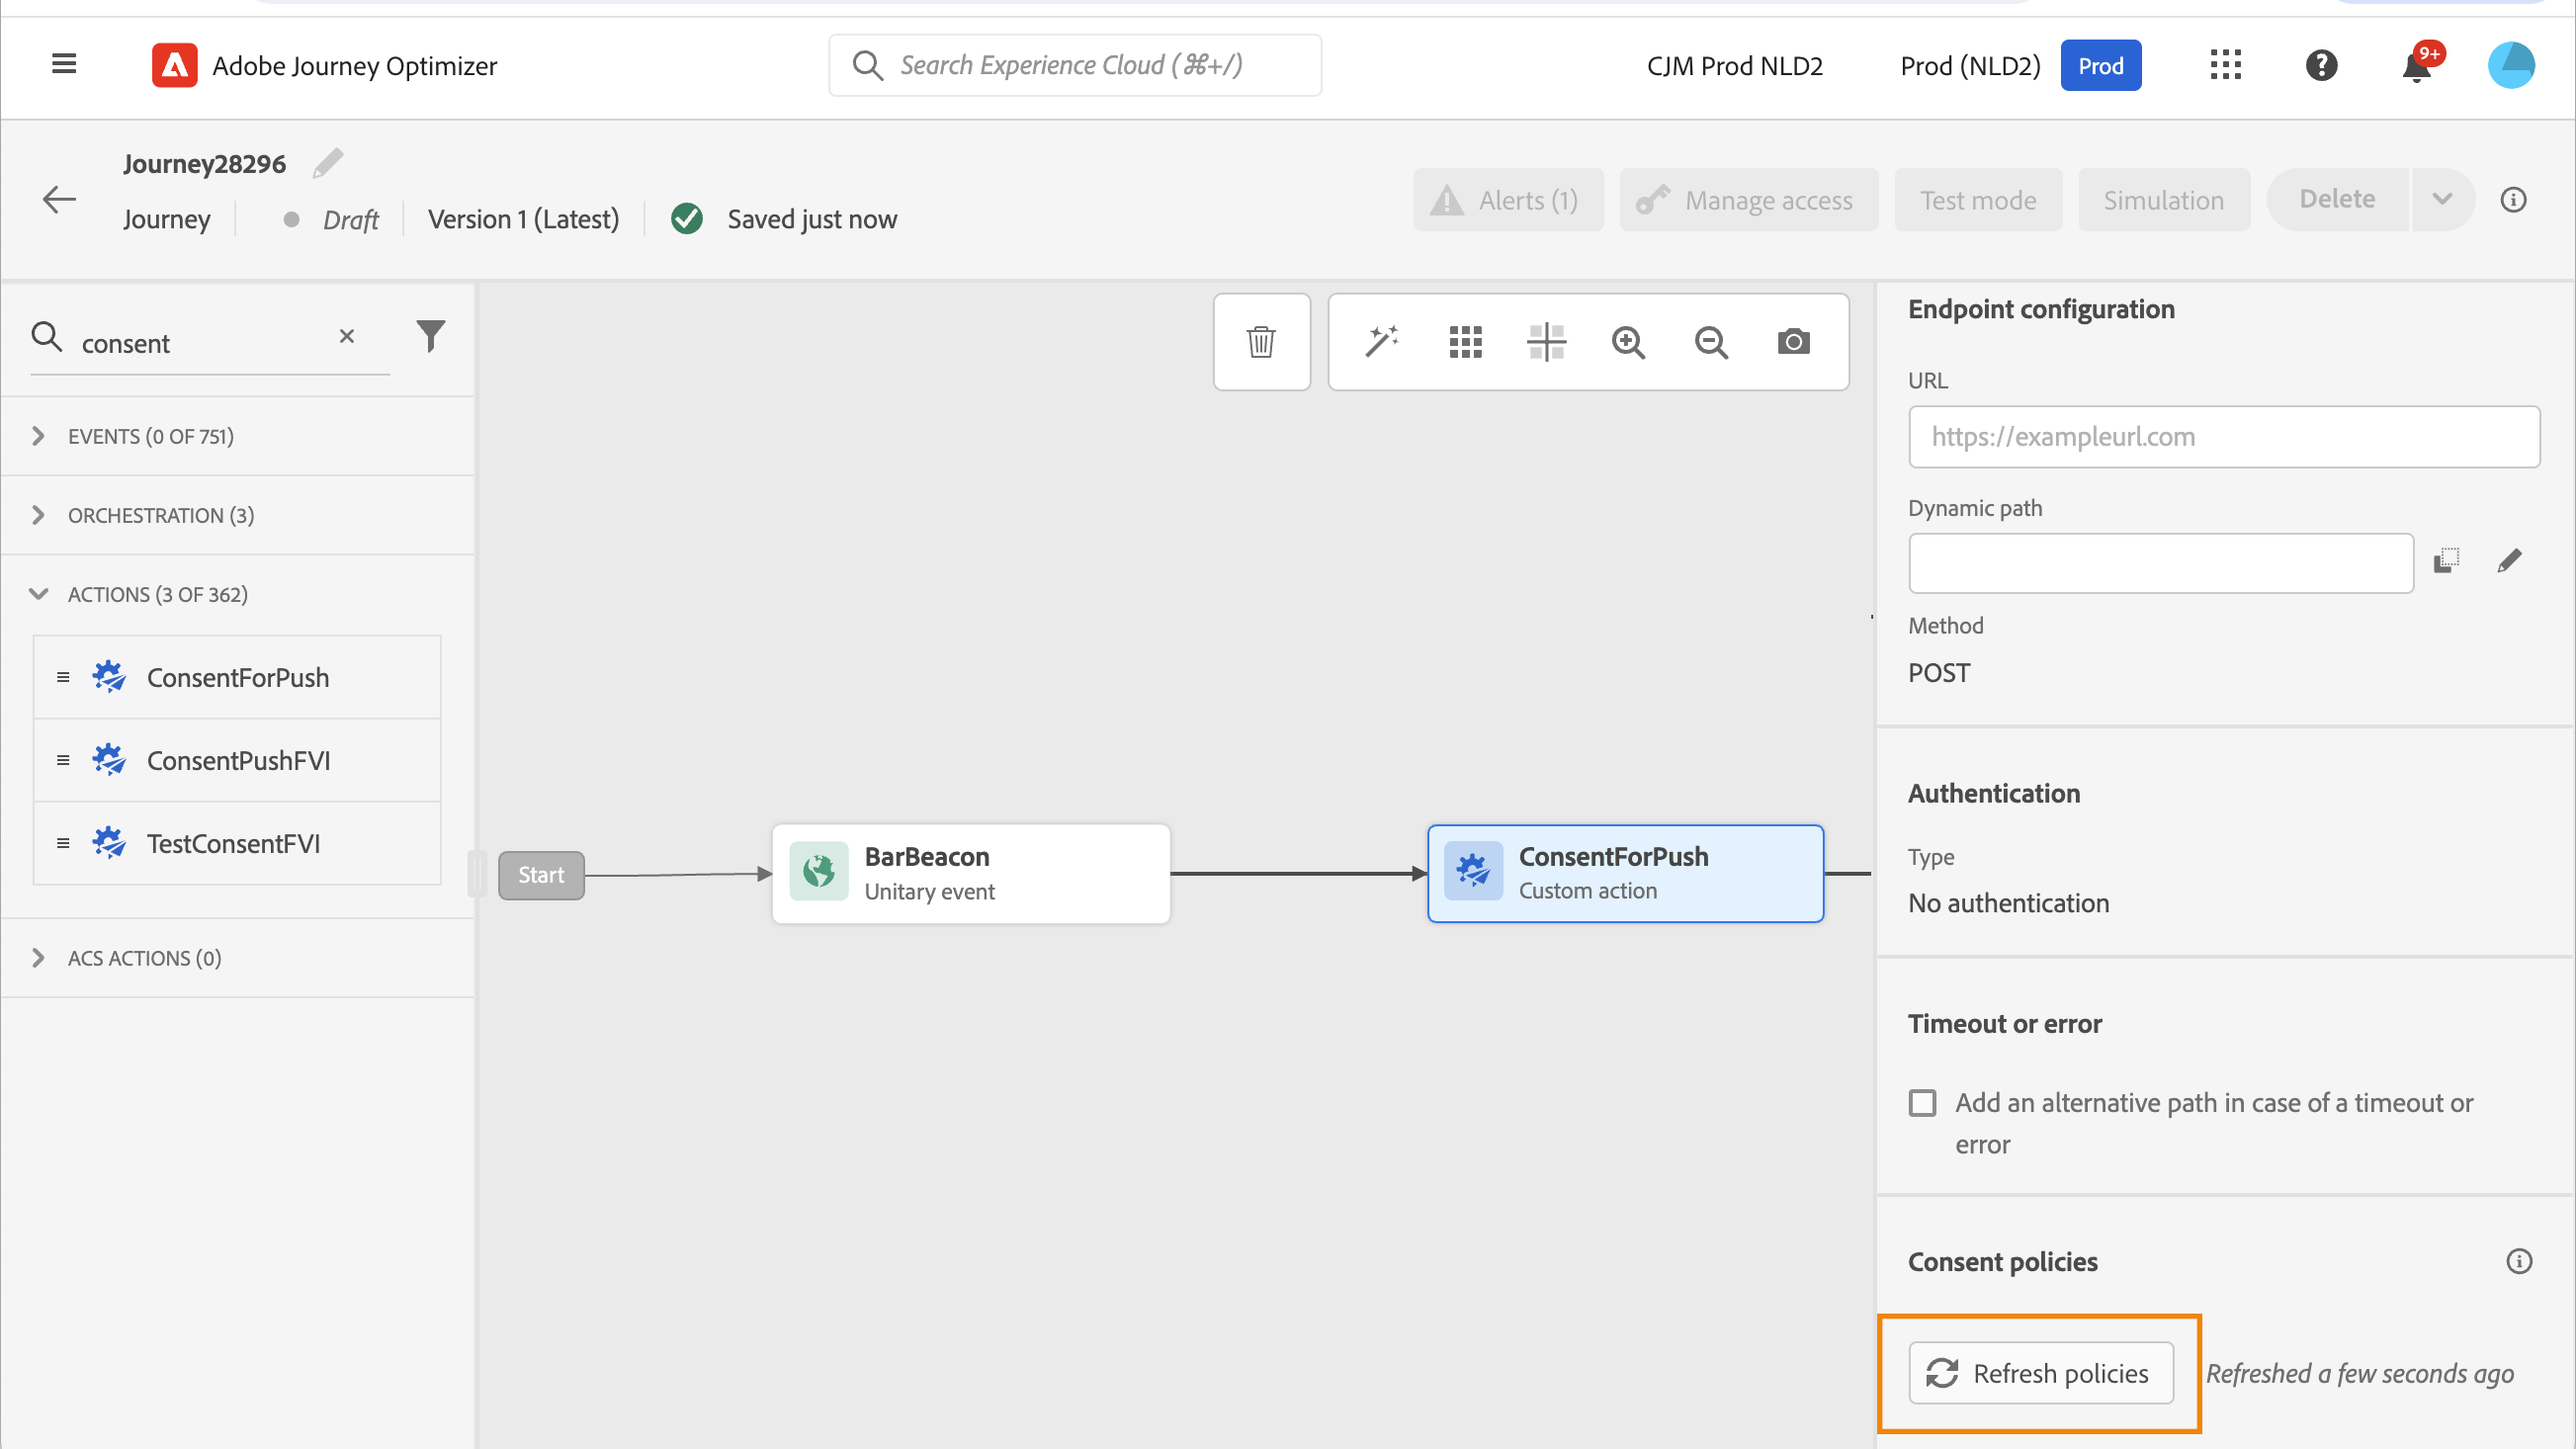 Adobe Journey Optimizer
Search Experience Cloud (⌘+/)
CJM Prod NLD2
Prod (NLD2)
Prod
9+
Journey28296
Journey
Draft
Version 1 (Latest)
Saved just now
Alerts (1)
Manage access
Test mode
Simulation
Delete
consent
EVENTS (0 OF 751)
ORCHESTRATION (3)
ACTIONS (3 OF 362)
ConsentForPush
ConsentPushFVI
TestConsentFVI
ACS ACTIONS (0)
Start
BarBeacon
Unitary event
ConsentForPush
Custom action
Endpoint configuration
URL
https://exampleurl.com
Dynamic path
Method
POST
Authentication
Type
No authentication
Timeout or error
Add an alternative path in case of a timeout or
error
Consent policies
Refresh policies
Refreshed a few seconds ago